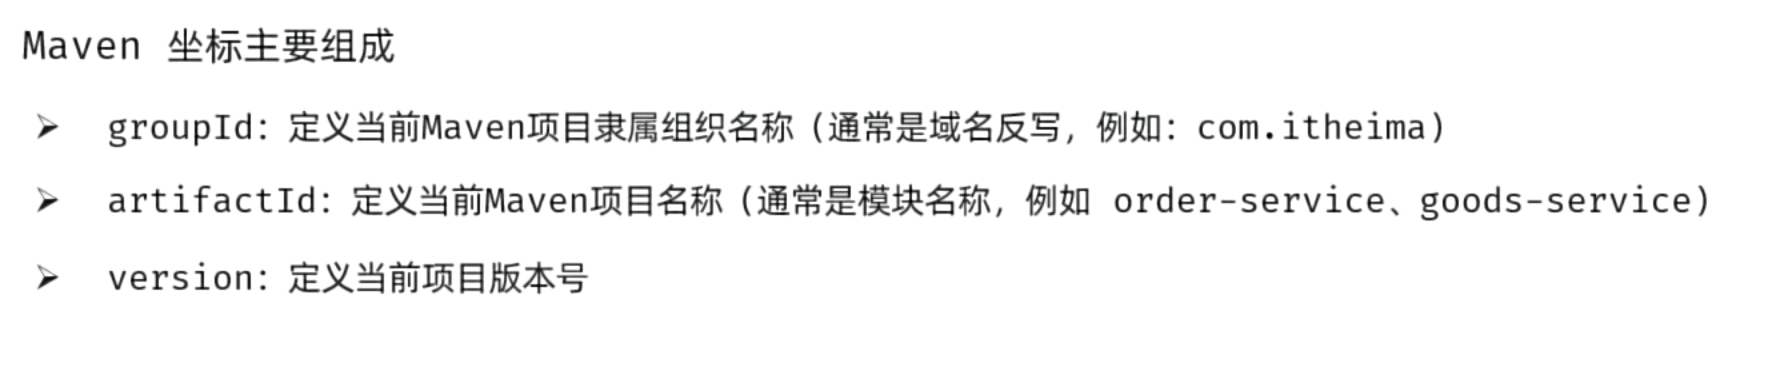 Maven 坐标主要组成
➢ groupId：定义当前Maven项目隶属组织名称（通常是域名反写，例如：com.itheima）
➢ artifactId：定义当前Maven项目名称（通常是模块名称，例如 order-service、goods-service）
➢ version：定义当前项目版本号